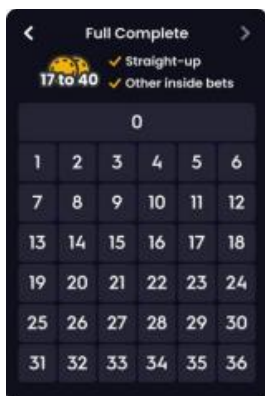 Full Complete
17 to 40
Straight-up
Other inside bets
0
1 2 3 4 5 6
7 8 9 10 11 12
13 14 15 16 17 18
19 20 21 22 23 24
25 26 27 28 29 30
31 32 33 34 35 36